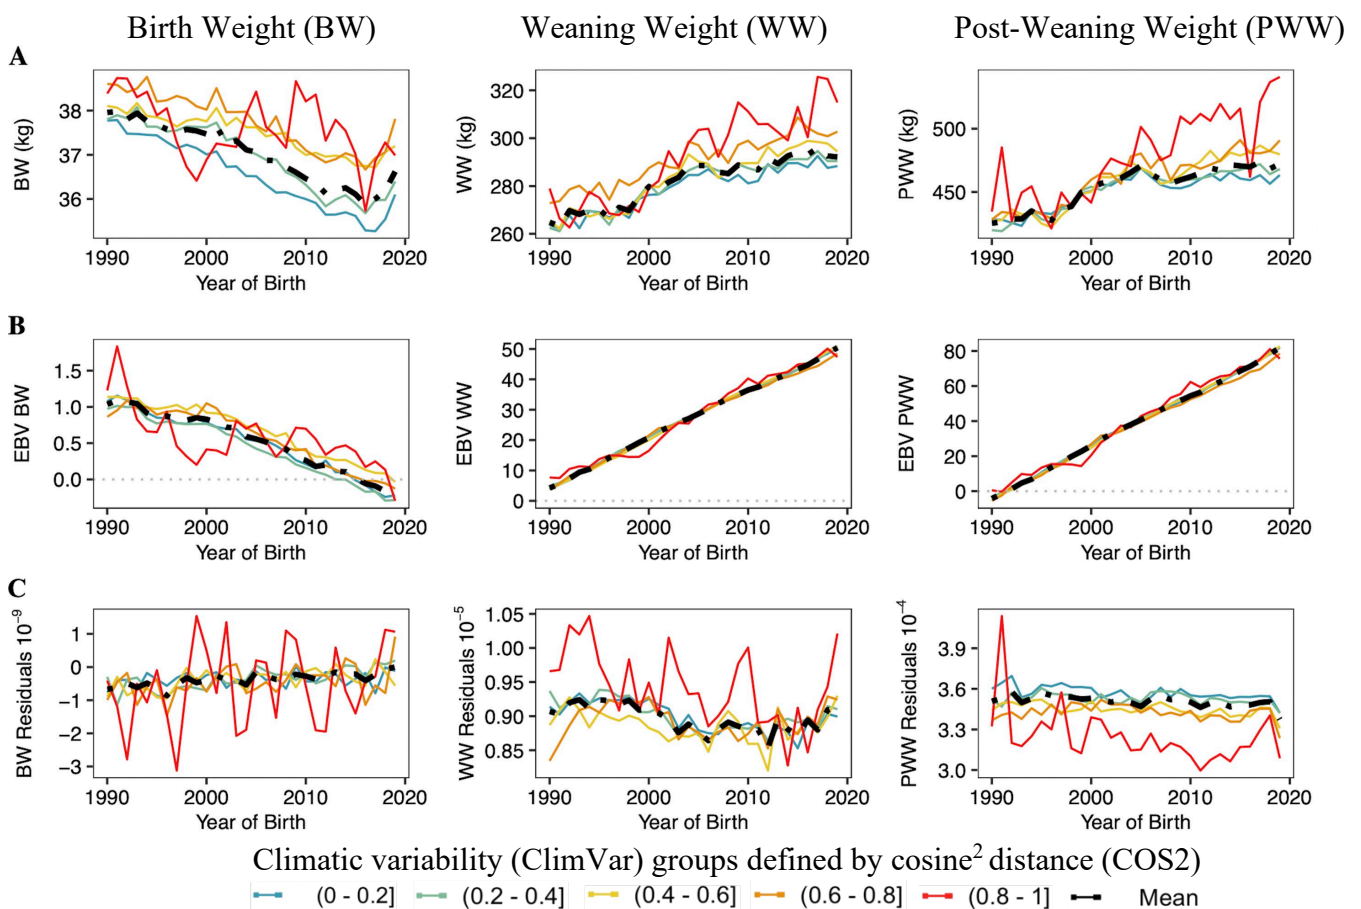 Birth Weight (BW) Weaning Weight (WW) Post-Weaning Weight (PWW)
A
BW (kg) 38 37 36
1990 2000 2010 2020
Year of Birth
WW (kg) 320 300 280 260
1990 2000 2010 2020
Year of Birth
PWW (kg) 500 450
1990 2000 2010 2020
Year of Birth
B
EBV BW 1.5 1.0 0.5 0.0
1990 2000 2010 2020
Year of Birth
EBV WW 50 40 30 20 10 0
1990 2000 2010 2020
Year of Birth
EBV PWW 80 60 40 20 0
1990 2000 2010 2020
Year of Birth
C
BW Residuals 10⁻⁹ 1 0 −1 −2 −3
1990 2000 2010 2020
Year of Birth
WW Residuals 10⁻⁵ 1.05 1.00 0.95 0.90 0.85
1990 2000 2010 2020
Year of Birth
PWW Residuals 10⁻⁴ 3.9 3.6 3.3 3.0
1990 2000 2010 2020
Year of Birth
Climatic variability (ClimVar) groups defined by cosine² distance (COS2)
(0 - 0.2] (0.2 - 0.4] (0.4 - 0.6] (0.6 - 0.8] (0.8 - 1] Mean